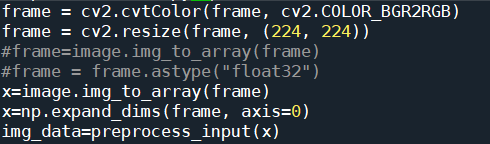 frame = cv2.cvtColor(frame, cv2.COLOR_BGR2RGB)
frame = cv2.resize(frame, (224, 224))
#frame=image.img_to_array(frame)
#frame = frame.astype("float32")
x=image.img_to_array(frame)
x=np.expand_dims(frame, axis=0)
img_data=preprocess_input(x)